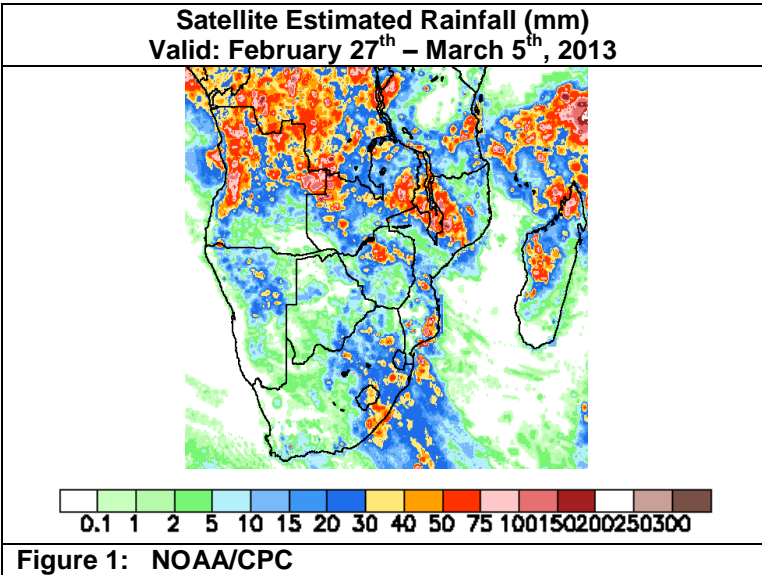 Satellite Estimated Rainfall (mm)
Valid: February 27th – March 5th, 2013
0.1 1 2 5 10 15 20 30 40 50 75 100150200250300
Figure 1: NOAA/CPC